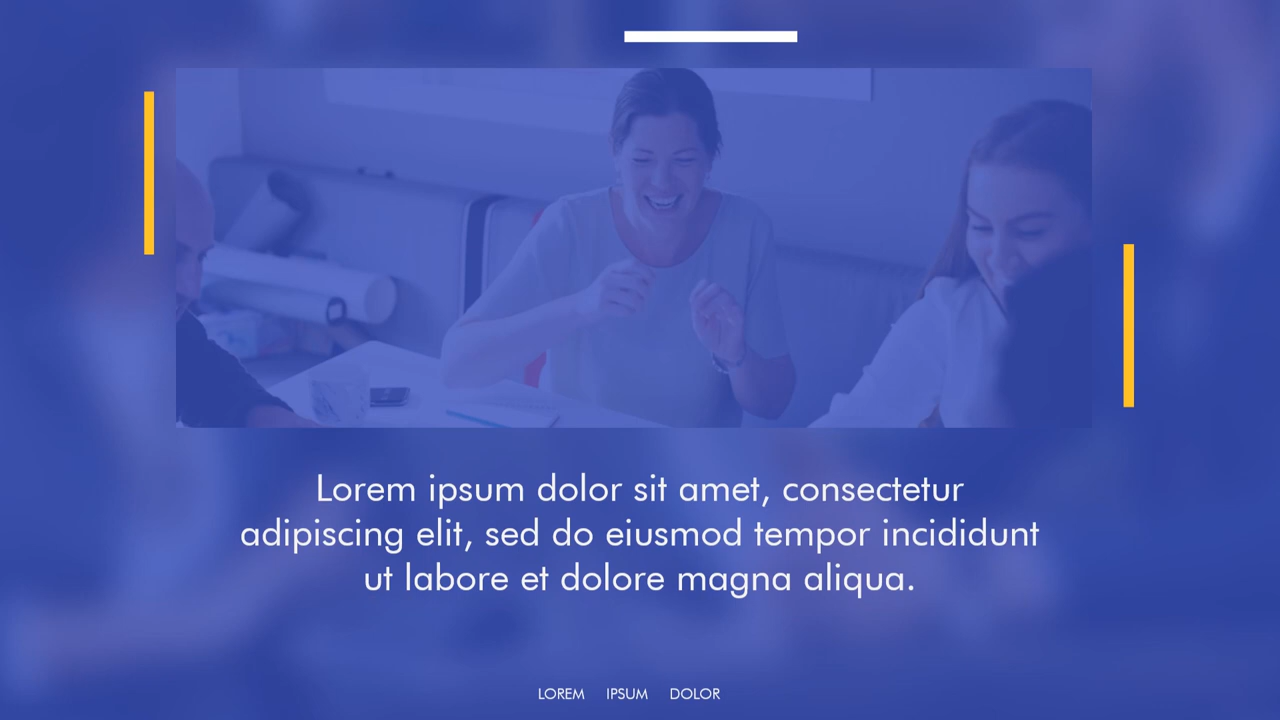 Lorem ipsum dolor sit amet, consectetur
adipiscing elit, sed do eiusmod tempor incididunt
ut labore et dolore magna aliqua.
LOREM IPSUM DOLOR